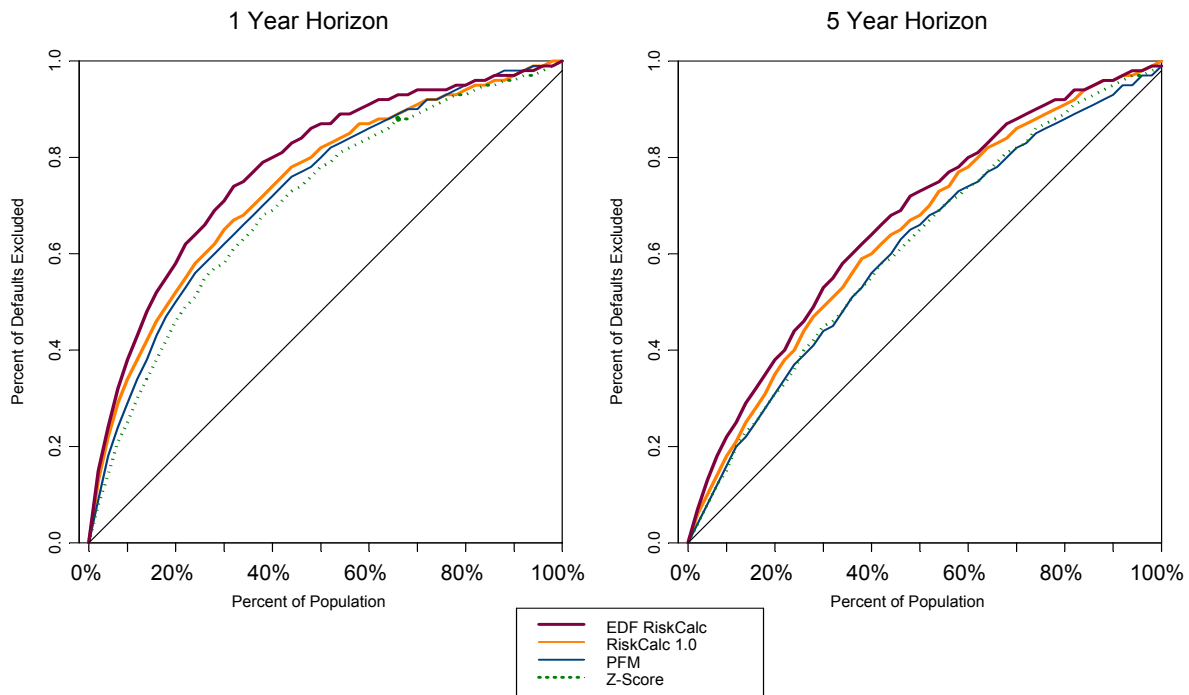 1 Year Horizon
1.0
0.8
0.6
0.4
0.2
0.0
Percent of Defaults Excluded
0% 20% 40% 60% 80% 100%
Percent of Population
5 Year Horizon
1.0
0.8
0.6
0.4
0.2
0.0
Percent of Defaults Excluded
0% 20% 40% 60% 80% 100%
Percent of Population
EDF RiskCalc
RiskCalc 1.0
PFM
Z-Score